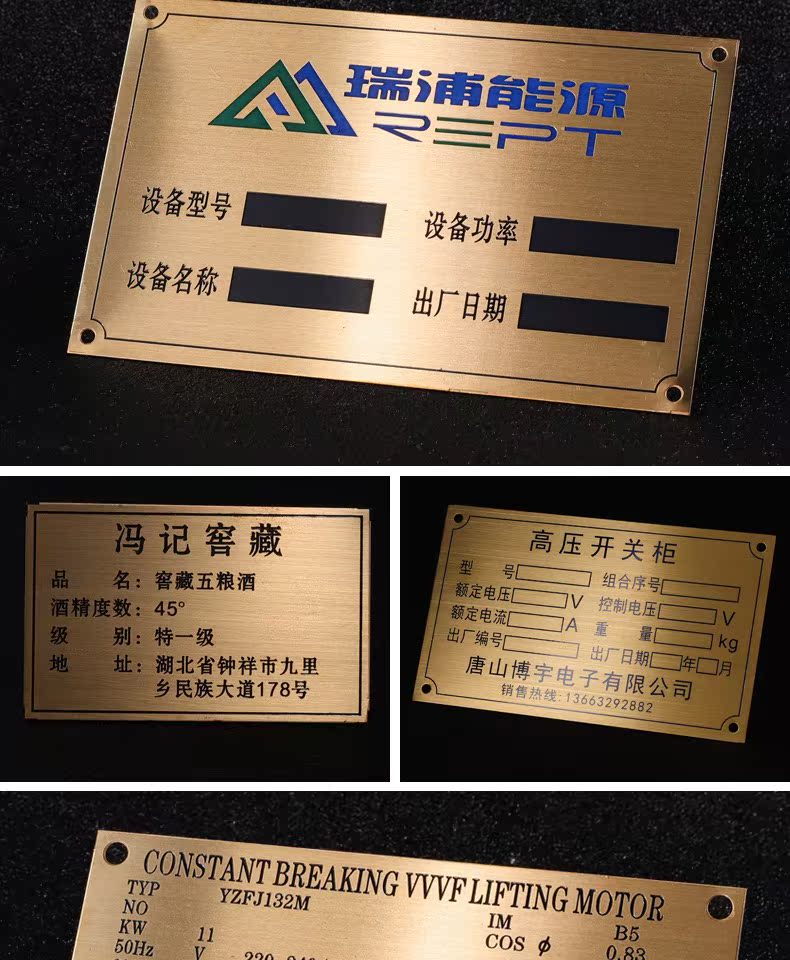 瑞浦能源
REPT
设备型号 设备功率
设备名称 出厂日期
冯记窖藏
品 名：窖藏五粮酒
酒精度数：45°
级 别：特一级
地 址：湖北省钟祥市九里
乡民族大道178号
高压开关柜
型 号 组合序号
额定电压 V 控制电压 V
额定电流 A 重 量 kg
出厂编号 出厂日期 年 月
唐山博宇电子有限公司
销售热线:13663292882
CONSTANT BREAKING VVVF LIFTING MOTOR
TYP YZFJ132M
NO IM B5
KW 11 COS ϕ 0.83
50Hz V